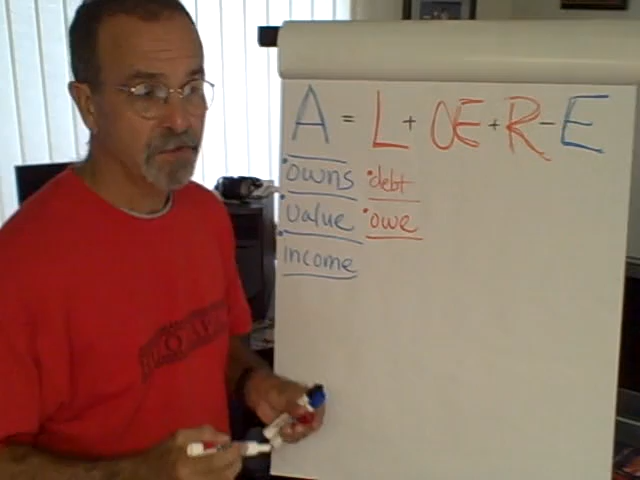 A = L + OE + R - E
owns debt
value owe
income